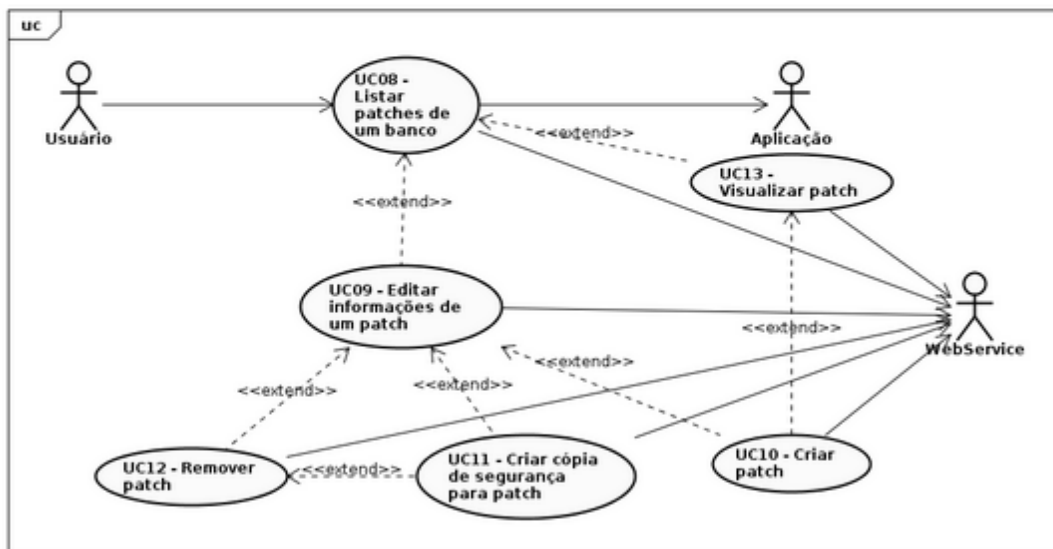 uc
UC08 -
Listar
patches de
um banco
Usuário
Aplicação
<<extend>>
UC13 -
Visualizar patch
<<extend>>
UC09 - Editar
informações de
um patch
<<extend>>
WebService
<<extend>>
<<extend>>
<<extend>>
UC12 - Remover
patch
<<extend>>
UC11 - Criar cópia
de segurança
para patch
UC10 - Criar
patch